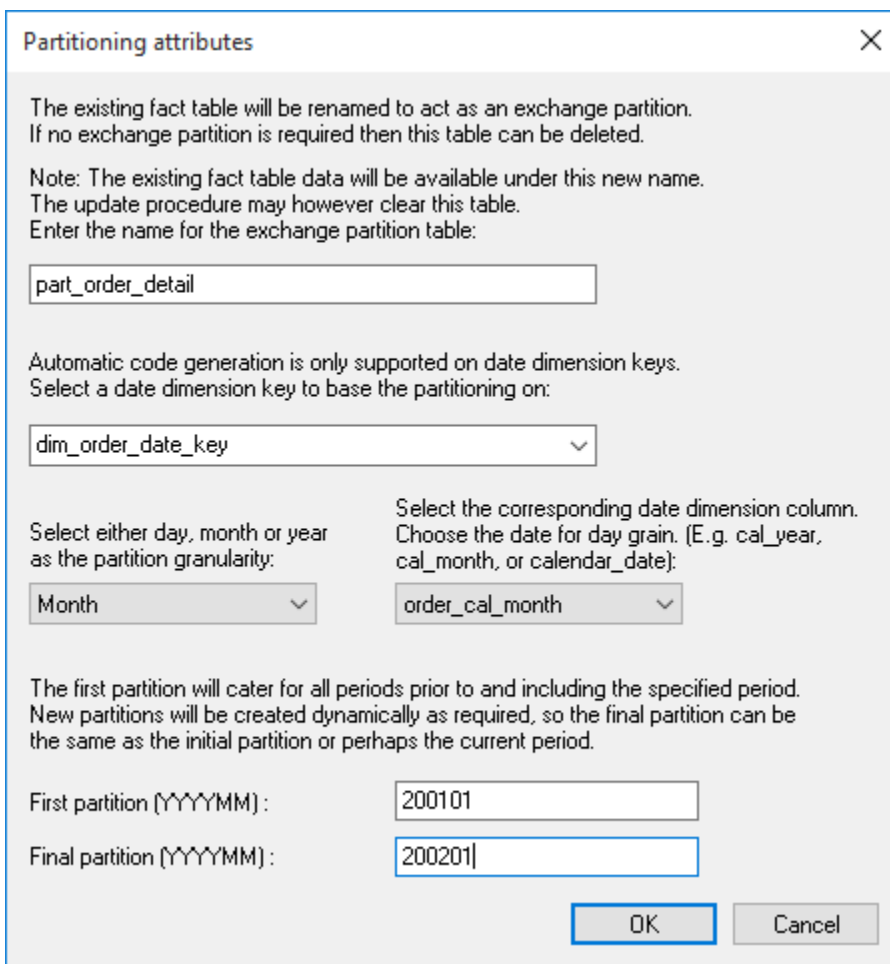 Partitioning attributes
The existing fact table will be renamed to act as an exchange partition.
If no exchange partition is required then this table can be deleted.
Note: The existing fact table data will be available under this new name.
The update procedure may however clear this table.
Enter the name for the exchange partition table:
part_order_detail
Automatic code generation is only supported on date dimension keys.
Select a date dimension key to base the partitioning on:
dim_order_date_key
Select either day, month or year
as the partition granularity:
Month
Select the corresponding date dimension column.
Choose the date for day grain. (E.g. cal_year,
cal_month, or calendar_date):
order_cal_month
The first partition will cater for all periods prior to and including the specified period.
New partitions will be created dynamically as required, so the final partition can be
the same as the initial partition or perhaps the current period.
First partition (YYYYMM) :
200101
Final partition (YYYYMM) :
200201
OK
Cancel